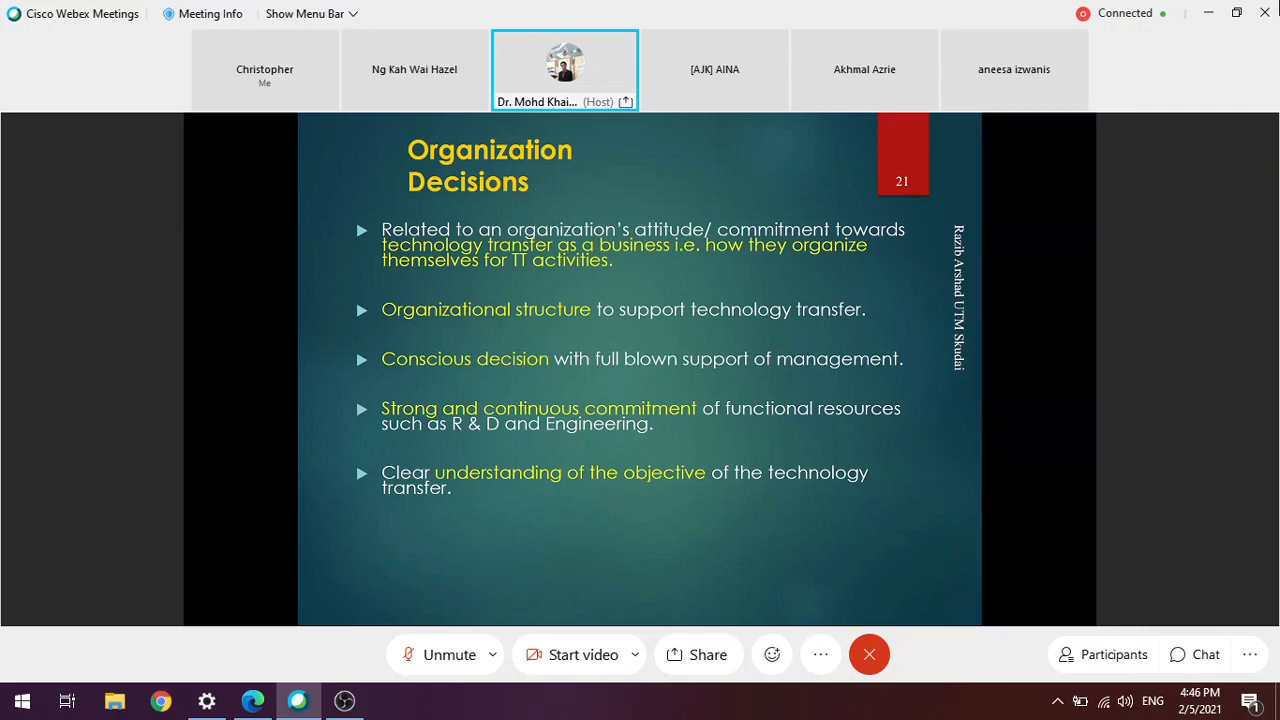 Cisco Webex Meetings Meeting Info Show Menu Bar Connected
Christopher
Me
Ng Kah Wai Hazel
Dr. Mohd Khai... (Host)
[AJK] AINA
Akhmal Azrie
aneesa izwanis
Organization
Decisions
21
Related to an organization's attitude/ commitment towards
technology transfer as a business i.e. how they organize
themselves for TT activities.
Organizational structure to support technology transfer.
Conscious decision with full blown support of management.
Strong and continuous commitment of functional resources
such as R & D and Engineering.
Clear understanding of the objective of the technology
transfer.
Razib Arshad UTM Skudai
Unmute Start video Share Participants Chat
ENG
4:46 PM
2/5/2021
1